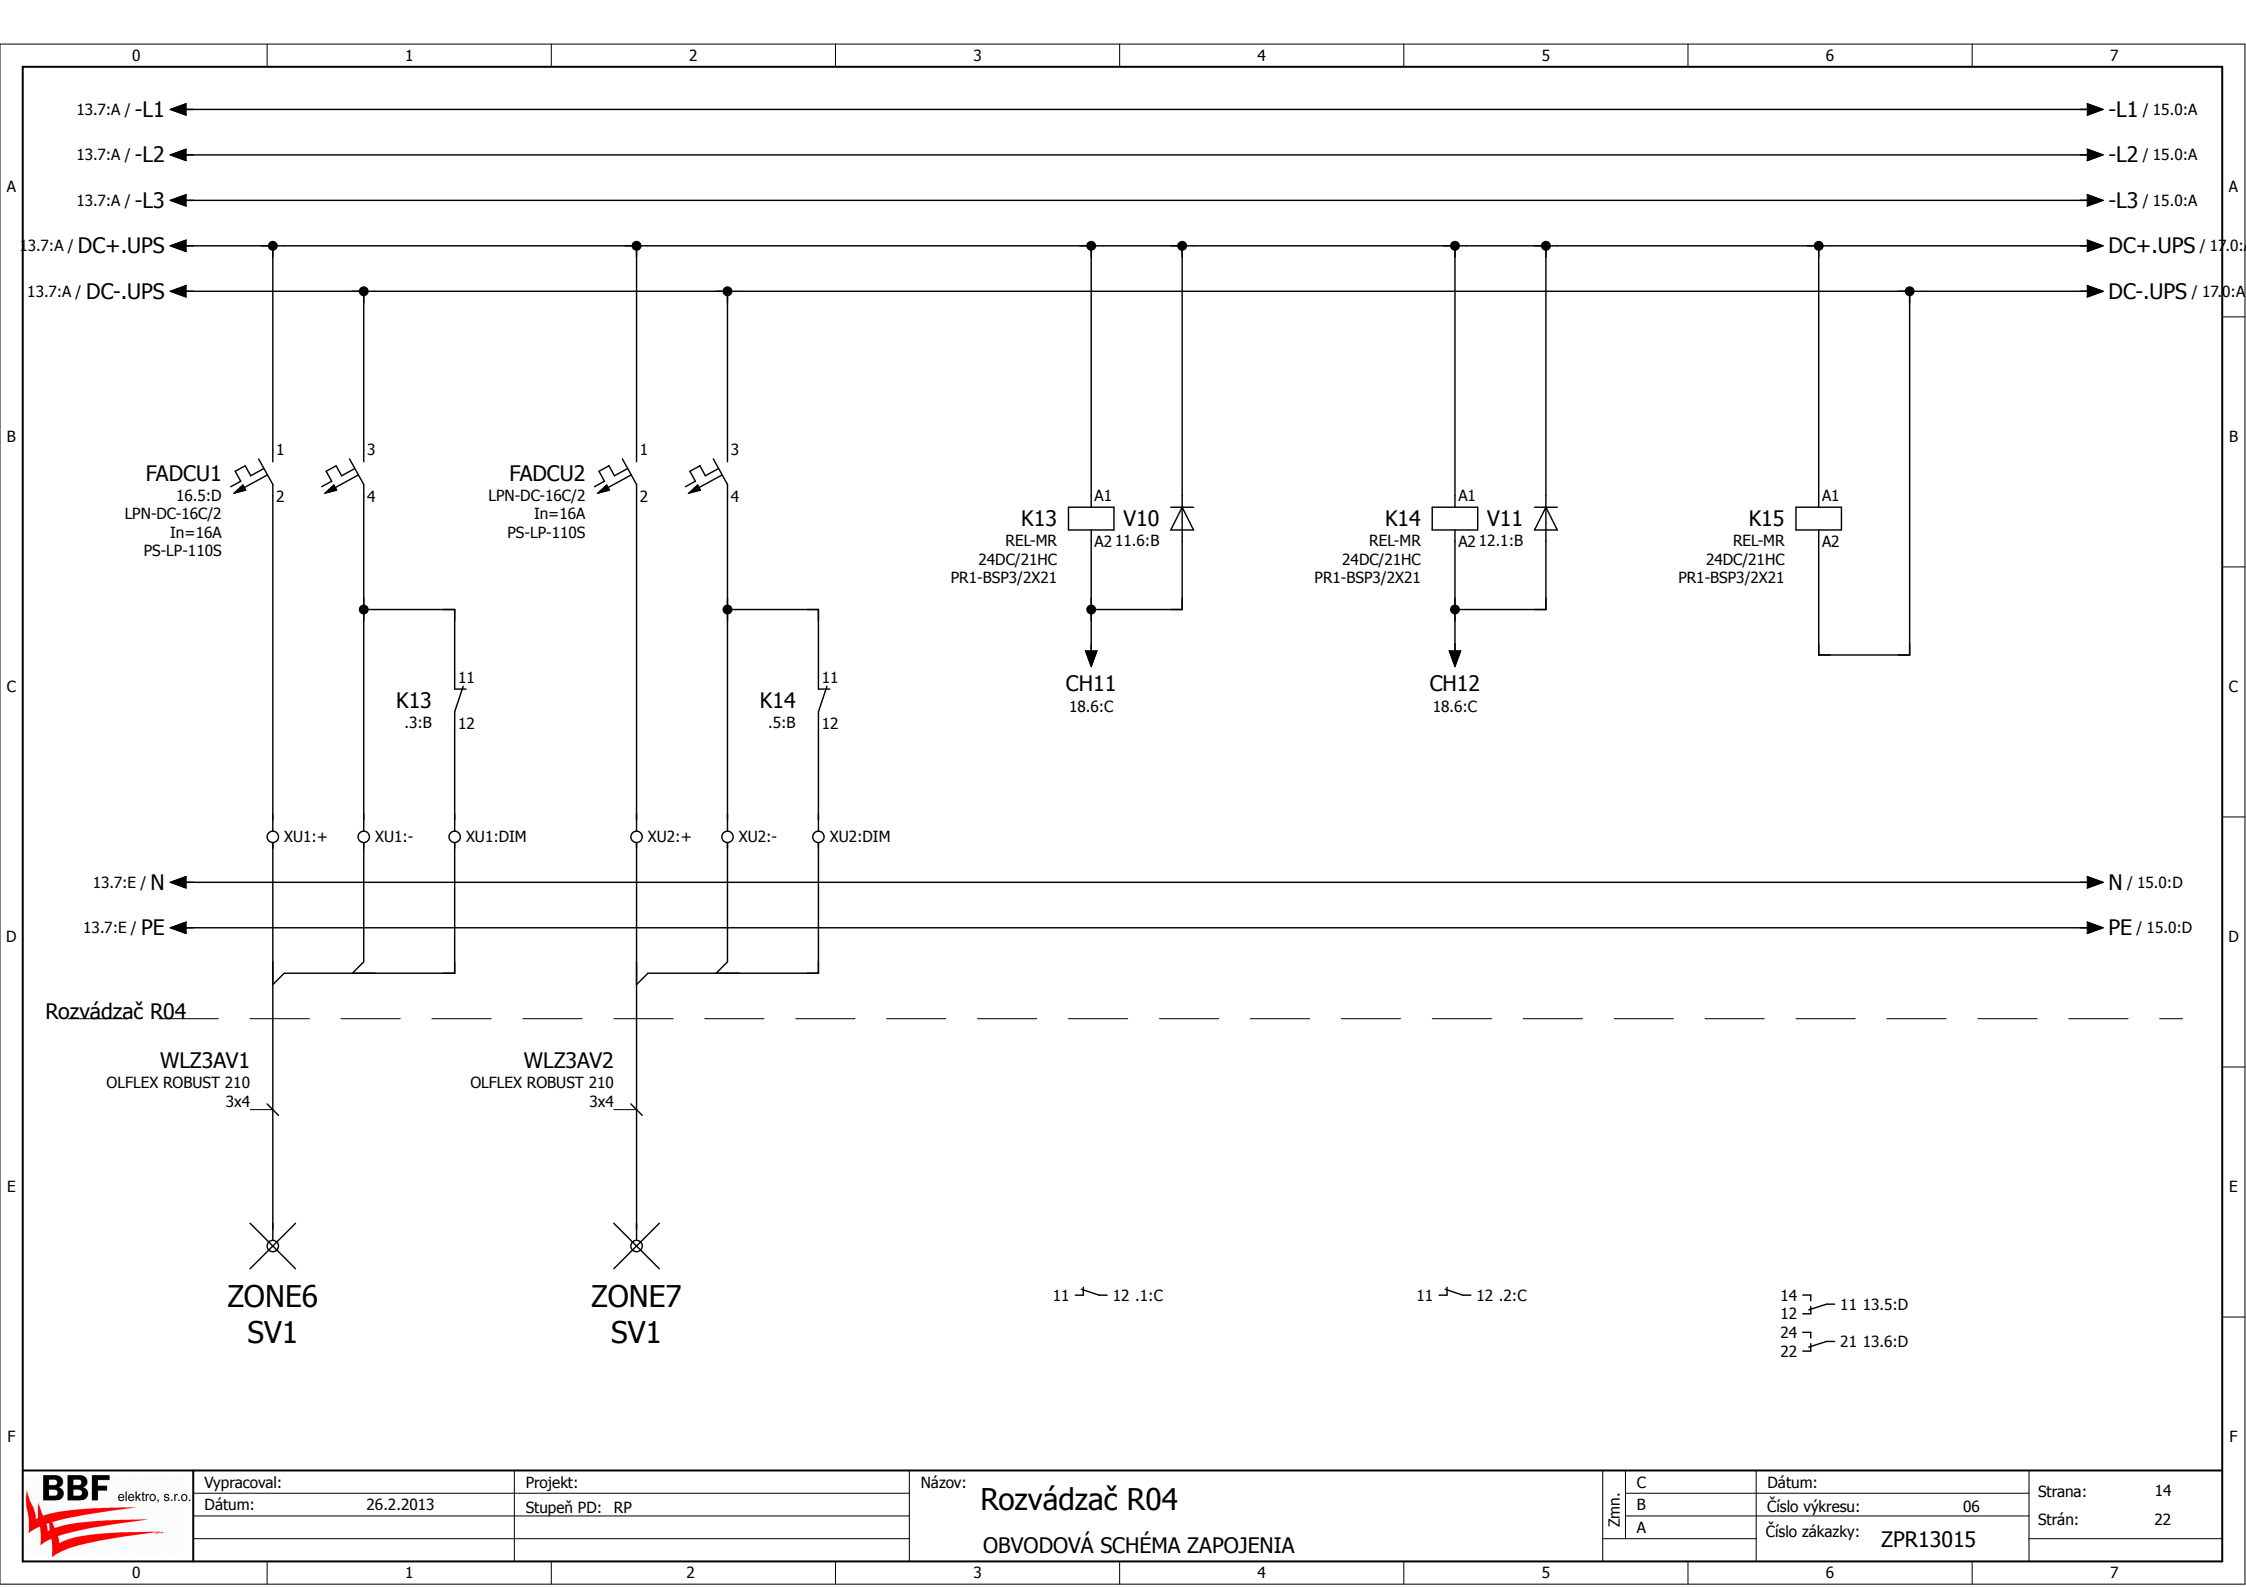 0 1 2 3 4 5 6 7
13.7:A / -L1 -L1 / 15.0:A
13.7:A / -L2 -L2 / 15.0:A
A A
13.7:A / -L3 -L3 / 15.0:A
13.7:A / DC+.UPS DC+.UPS / 17.0:
13.7:A / DC-.UPS DC-.UPS / 17.0:A
B B
FADCU1
16.5:D
LPN-DC-16C/2
In=16A
PS-LP-110S
1
2
3
4
FADCU2
LPN-DC-16C/2
In=16A
PS-LP-110S
1
2
3
4
K13
REL-MR
24DC/21HC
PR1-BSP3/2X21
A1
A2
V10
11.6:B
K14
REL-MR
24DC/21HC
PR1-BSP3/2X21
A1
A2
V11
12.1:B
K15
REL-MR
24DC/21HC
PR1-BSP3/2X21
A1
A2
C C
K13
.3:B
11
12
K14
.5:B
11
12
CH11
18.6:C
CH12
18.6:C
XU1:+ XU1:- XU1:DIM XU2:+ XU2:- XU2:DIM
13.7:E / N N / 15.0:D
13.7:E / PE PE / 15.0:D
D D
Rozvádzač R04
WLZ3AV1
OLFLEX ROBUST 210
3x4
WLZ3AV2
OLFLEX ROBUST 210
3x4
E E
ZONE6
SV1
ZONE7
SV1
11 12 .1:C
11 12 .2:C
14
12 11 13.5:D
24
22 21 13.6:D
F F
BBF elektro, s.r.o.
Vypracoval:
Dátum: 26.2.2013
Projekt:
Stupeň PD: RP
Názov:
Rozvádzač R04
OBVODOVÁ SCHÉMA ZAPOJENIA
Zmn.
C
B
A
Dátum:
Číslo výkresu: 06
Číslo zákazky: ZPR13015
Strana: 14
Strán: 22
0 1 2 3 4 5 6 7